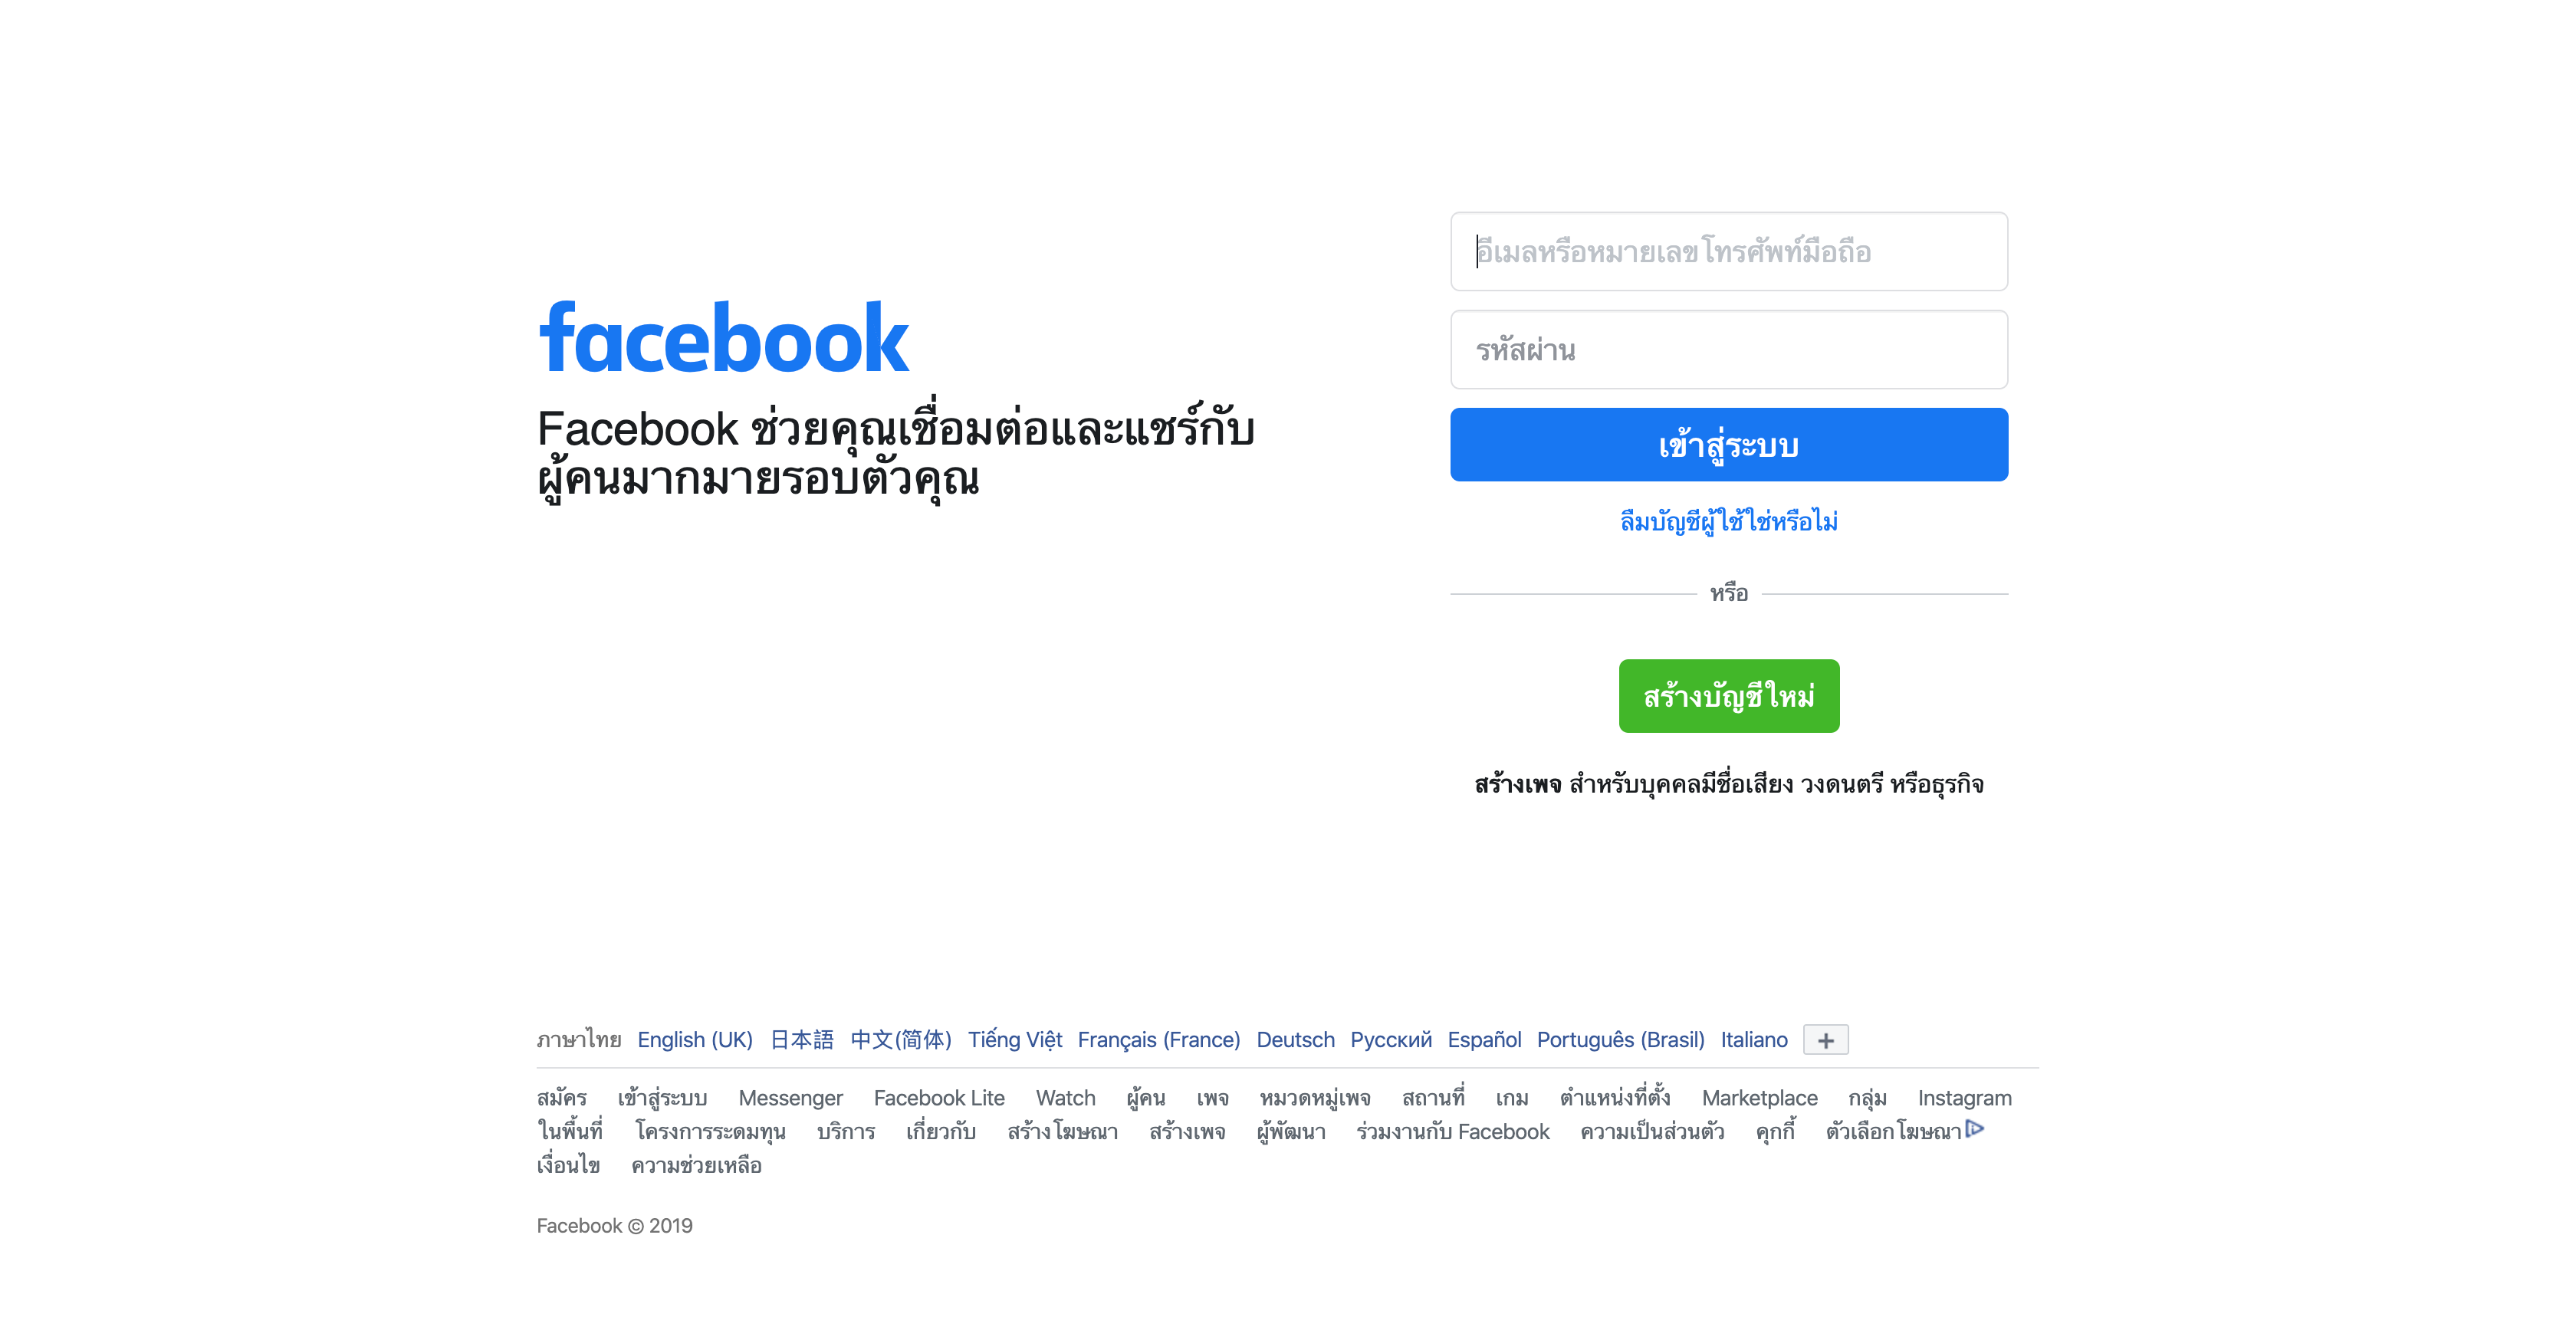 facebook
Facebook ช่วยคุณเชื่อมต่อและแชร์กับ
ผู้คนมากมายรอบตัวคุณ
อีเมลหรือหมายเลขโทรศัพท์มือถือ
รหัสผ่าน
เข้าสู่ระบบ
ลืมบัญชีผู้ใช้ใช่หรือไม่
หรือ
สร้างบัญชีใหม่
สร้างเพจ สำหรับบุคคลมีชื่อเสียง วงดนตรี หรือธุรกิจ
ภาษาไทย English (UK) 日本語 中文(简体) Tiếng Việt Français (France) Deutsch Русский Español Português (Brasil) Italiano +
สมัคร เข้าสู่ระบบ Messenger Facebook Lite Watch ผู้คน เพจ หมวดหมู่เพจ สถานที่ เกม ตำแหน่งที่ตั้ง Marketplace กลุ่ม Instagram
ในพื้นที่ โครงการระดมทุน บริการ เกี่ยวกับ สร้างโฆษณา สร้างเพจ ผู้พัฒนา ร่วมงานกับ Facebook ความเป็นส่วนตัว คุกกี้ ตัวเลือกโฆษณา
เงื่อนไข ความช่วยเหลือ
Facebook © 2019